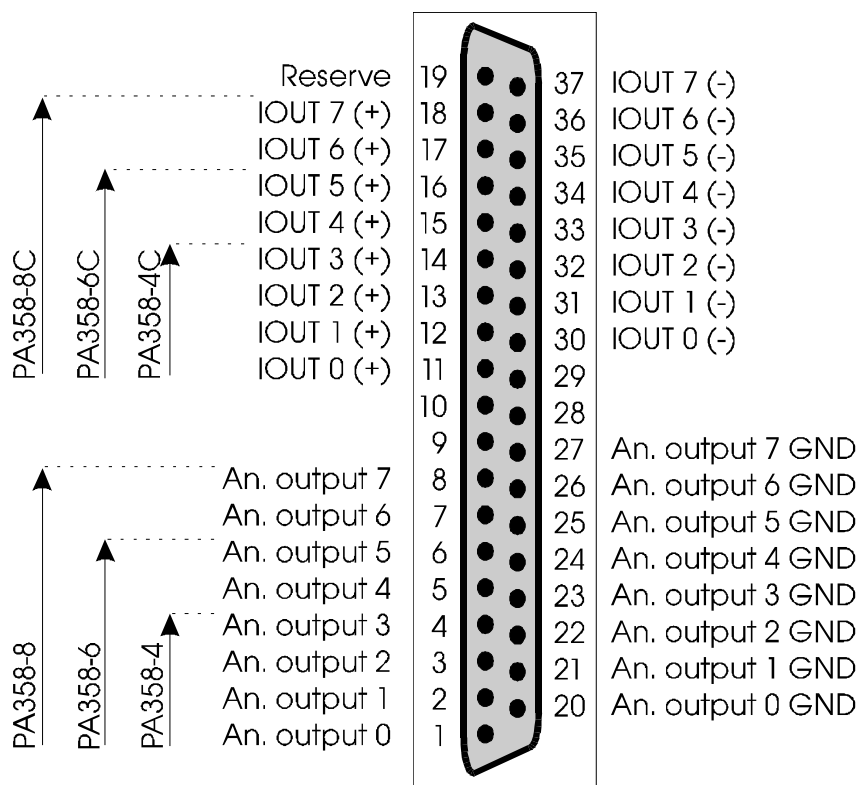 Reserve 19
37 IOUT 7 (-)
IOUT 7 (+) 18
36 IOUT 6 (-)
IOUT 6 (+) 17
35 IOUT 5 (-)
IOUT 5 (+) 16
34 IOUT 4 (-)
IOUT 4 (+) 15
33 IOUT 3 (-)
IOUT 3 (+) 14
32 IOUT 2 (-)
IOUT 2 (+) 13
31 IOUT 1 (-)
IOUT 1 (+) 12
30 IOUT 0 (-)
IOUT 0 (+) 11
29
10
28
9
27 An. output 7 GND
An. output 7 8
26 An. output 6 GND
An. output 6 7
25 An. output 5 GND
An. output 5 6
24 An. output 4 GND
An. output 4 5
23 An. output 3 GND
An. output 3 4
22 An. output 2 GND
An. output 2 3
21 An. output 1 GND
An. output 1 2
20 An. output 0 GND
An. output 0 1
PA358-8C
PA358-6C
PA358-4C
PA358-8
PA358-6
PA358-4